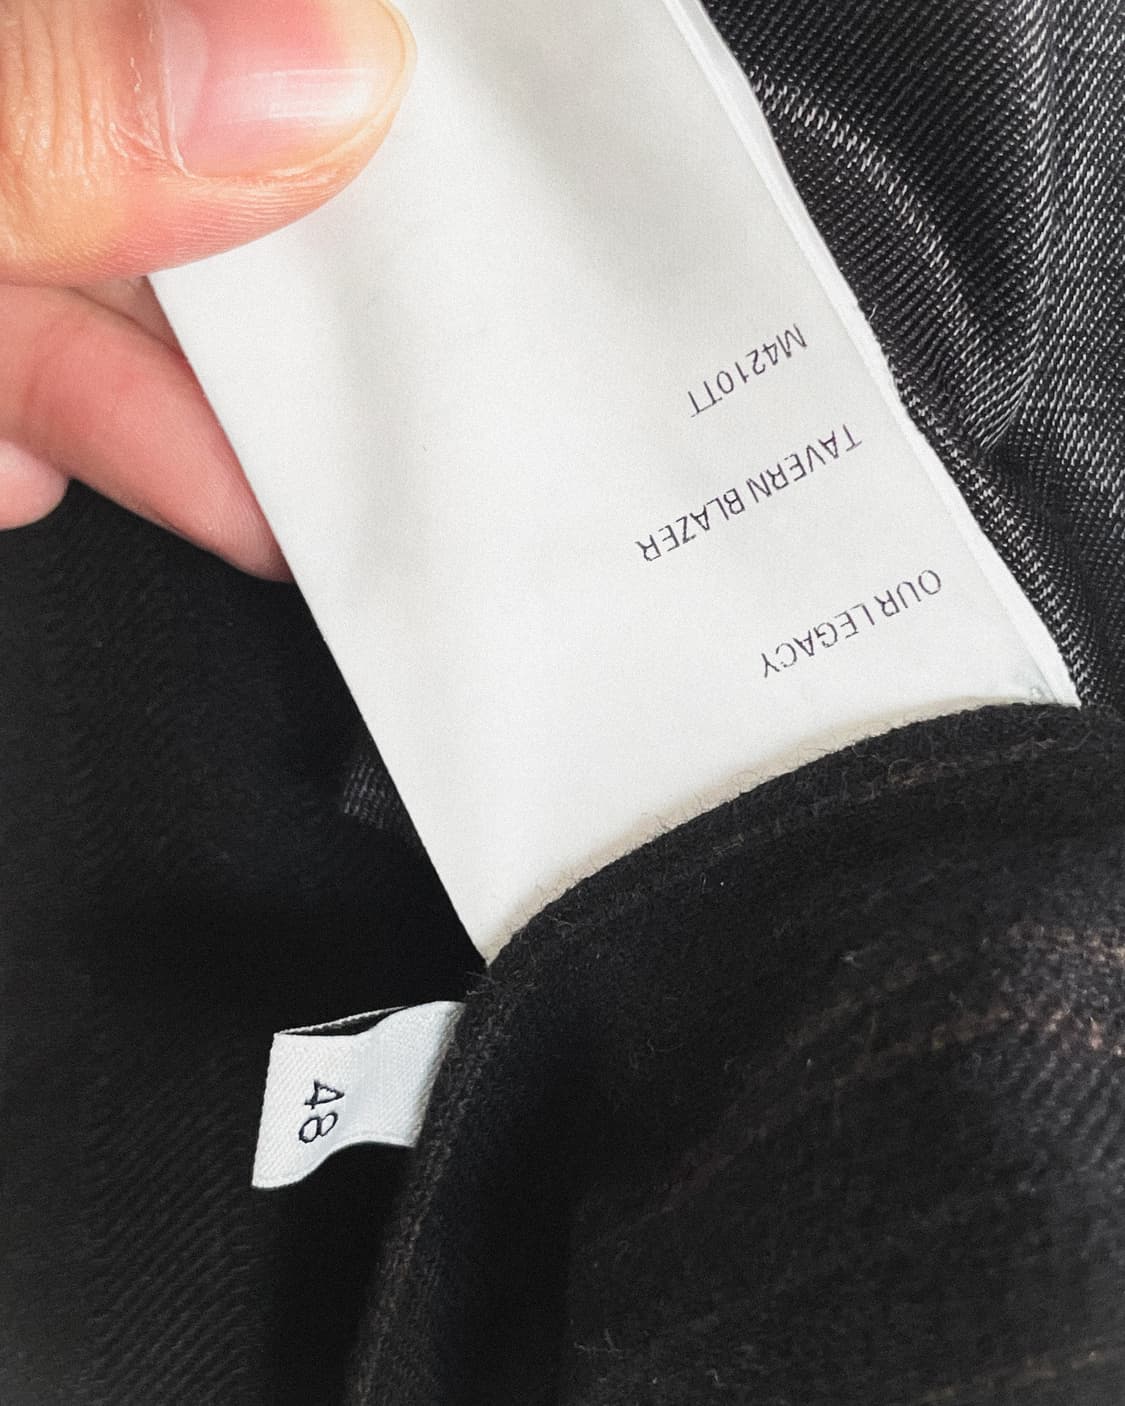 OUR LEGACY
TAVERN BLAZER
M4210TT
48